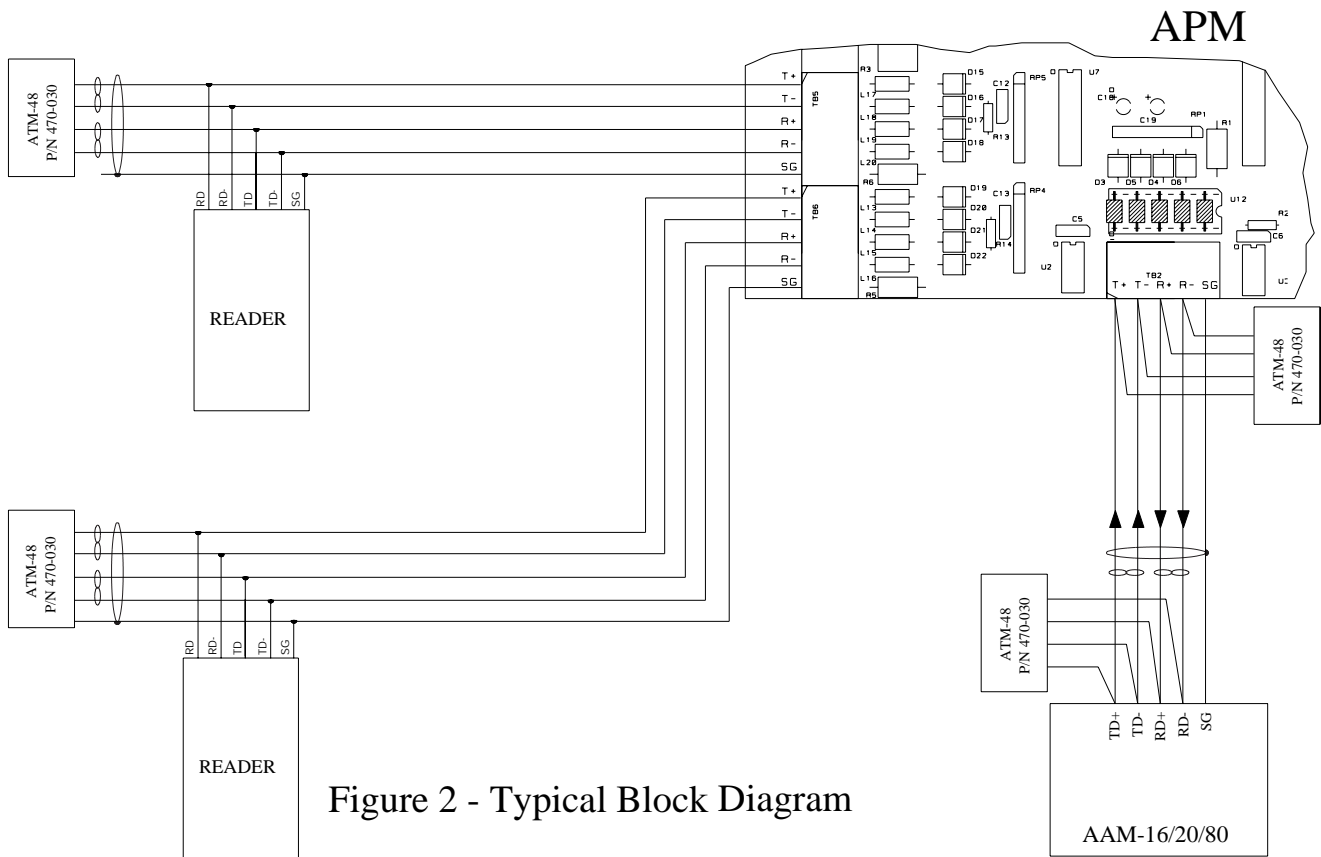 APM
ATM-48
P/N 470-030
T+
T-
R+
R-
SG
TB5
T+
T-
R+
R-
SG
TB6
R3
L17
L18
L19
L20
R6
L13
L14
L15
L16
R5
D15
D16
D17
D18
D19
D20
D21
D22
C12
R13
RP5
C13
R14
RP4
U7
C18
+
+
C19
RP1
R1
D3
D5
D4
D6
U12
C5
U2
R2
C6
TB2
T+
T-
R+
R-
SG
RD
RD-
TD
TD-
SG
READER
ATM-48
P/N 470-030
ATM-48
P/N 470-030
RD
RD-
TD
TD-
SG
READER
ATM-48
P/N 470-030
TD+
TD-
RD+
RD-
SG
AAM-16/20/80
Figure 2 - Typical Block Diagram